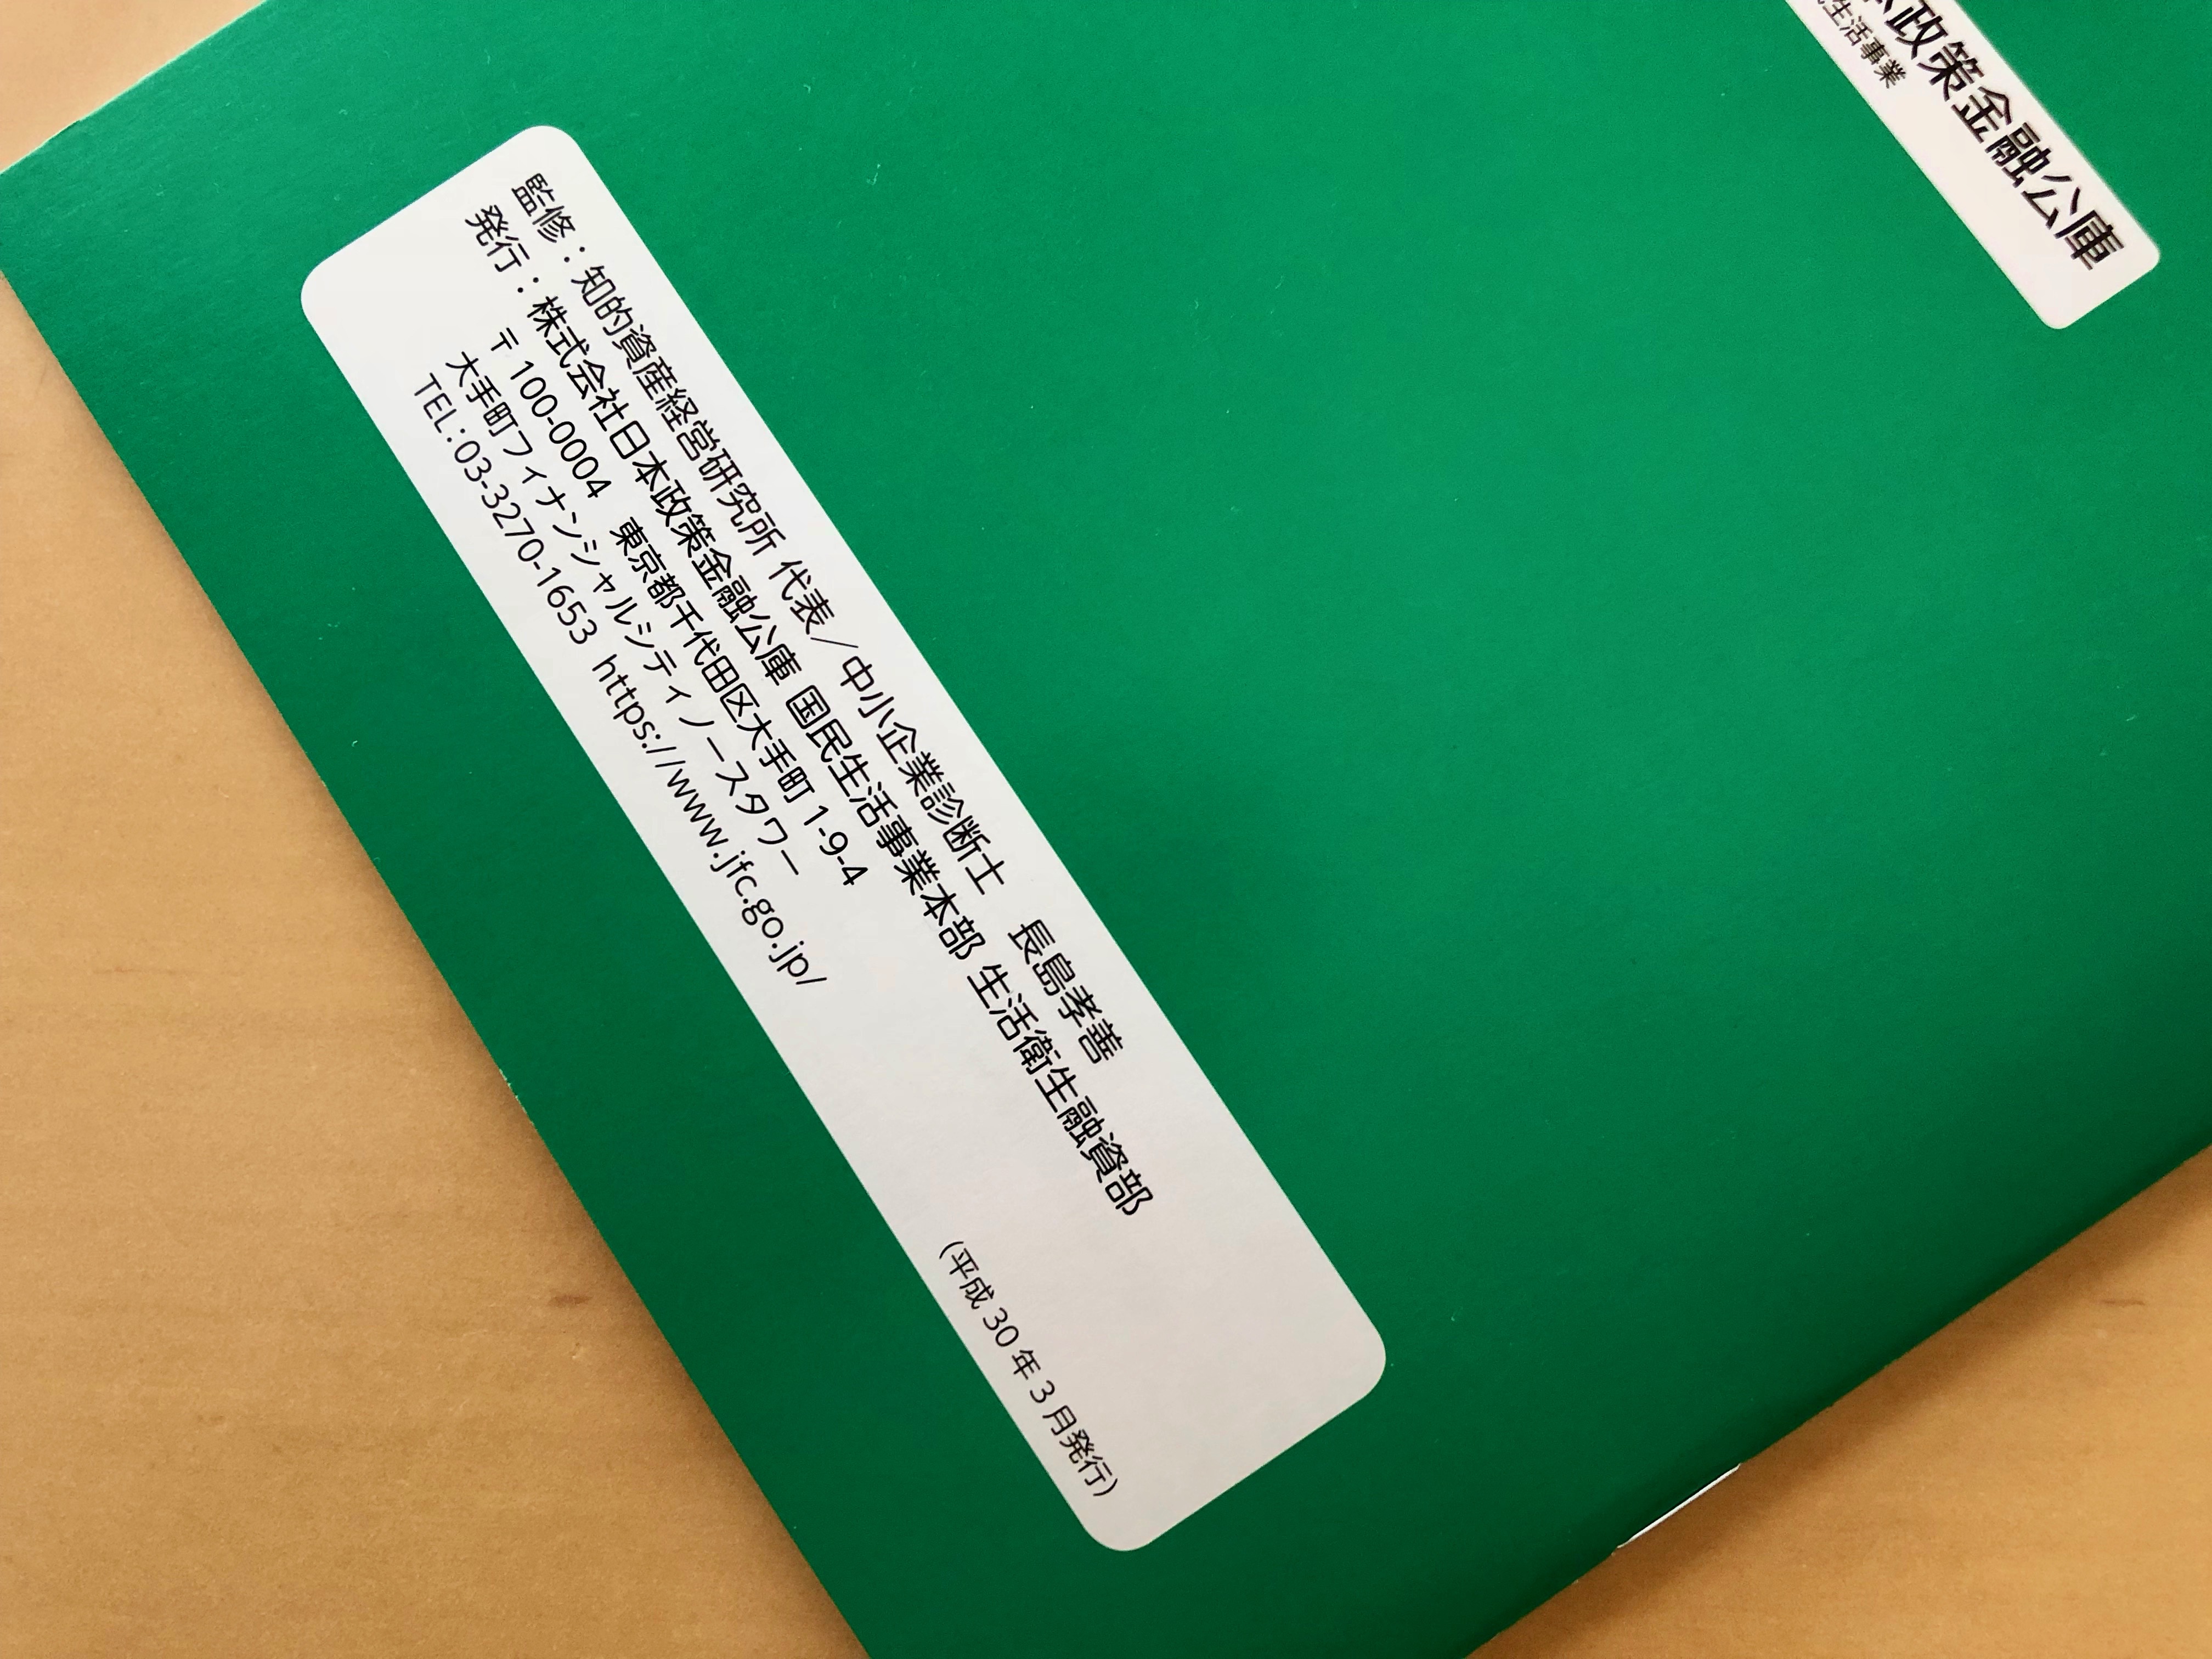 本政策金融公庫
生活事業
監修：知的資産経営研究所 代表／中小企業診断士　長島孝善
発行：株式会社日本政策金融公庫 国民生活事業本部 生活衛生融資部
〒100-0004　東京都千代田区大手町 1-9-4
大手町フィナンシャルシティノースタワー
TEL:03-3270-1653 https://www.jfc.go.jp/
(平成 30 年 3 月発行)